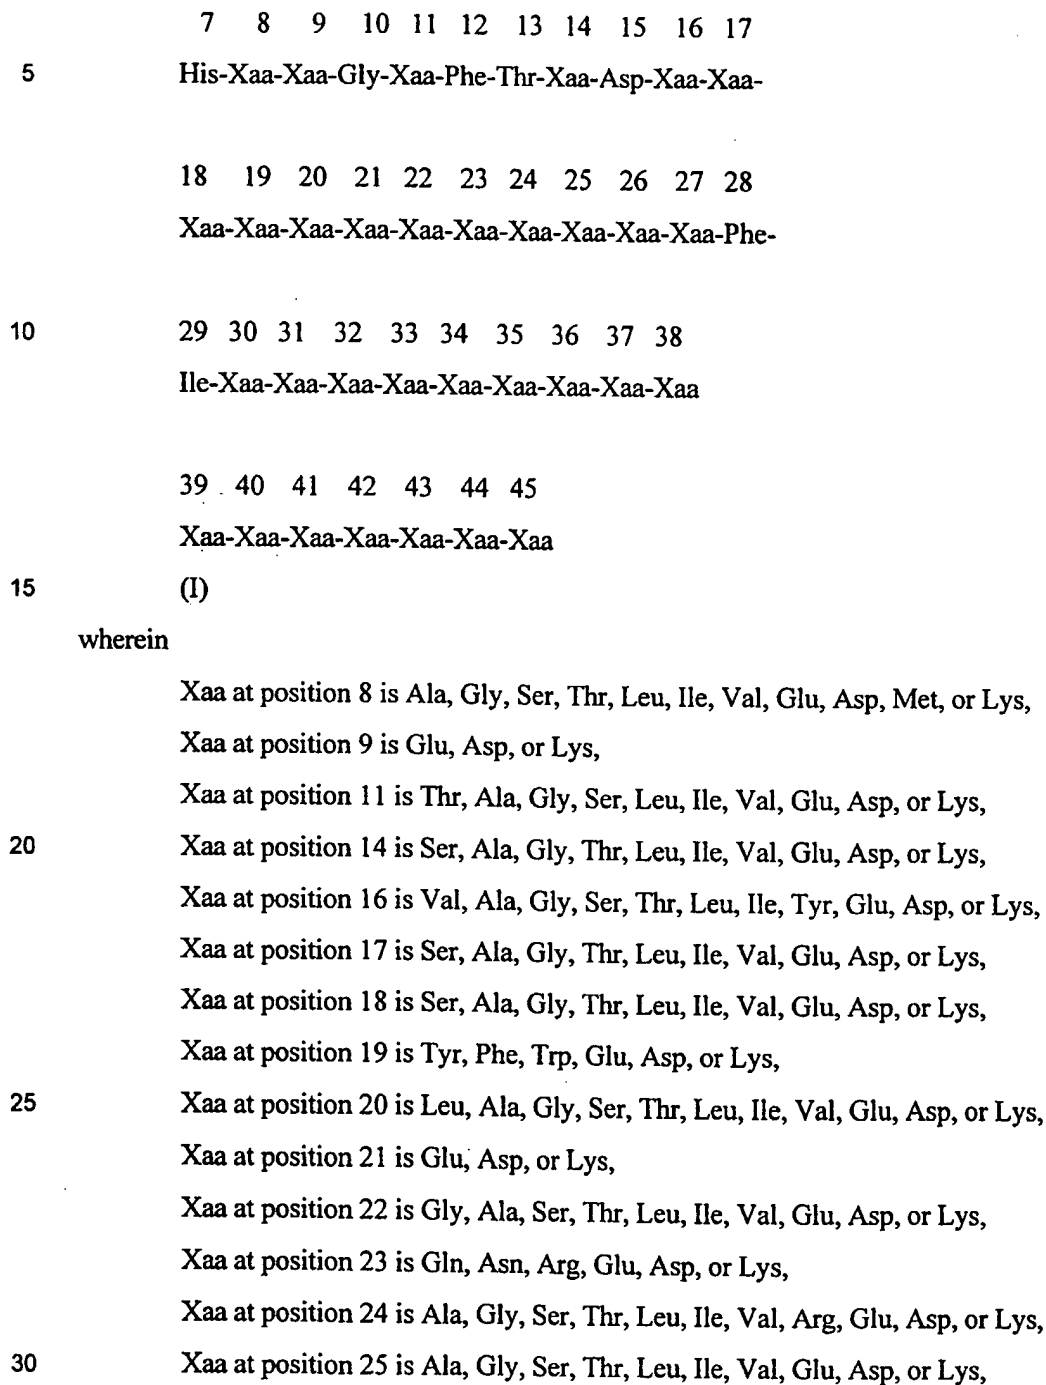 7 8 9 10 11 12 13 14 15 16 17
5 His-Xaa-Xaa-Gly-Xaa-Phe-Thr-Xaa-Asp-Xaa-Xaa-
18 19 20 21 22 23 24 25 26 27 28
Xaa-Xaa-Xaa-Xaa-Xaa-Xaa-Xaa-Xaa-Xaa-Xaa-Phe-
10 29 30 31 32 33 34 35 36 37 38
Ile-Xaa-Xaa-Xaa-Xaa-Xaa-Xaa-Xaa-Xaa-Xaa
39 40 41 42 43 44 45
Xaa-Xaa-Xaa-Xaa-Xaa-Xaa-Xaa
15 (I)
wherein
Xaa at position 8 is Ala, Gly, Ser, Thr, Leu, Ile, Val, Glu, Asp, Met, or Lys,
Xaa at position 9 is Glu, Asp, or Lys,
Xaa at position 11 is Thr, Ala, Gly, Ser, Leu, Ile, Val, Glu, Asp, or Lys,
20 Xaa at position 14 is Ser, Ala, Gly, Thr, Leu, Ile, Val, Glu, Asp, or Lys,
Xaa at position 16 is Val, Ala, Gly, Ser, Thr, Leu, Ile, Tyr, Glu, Asp, or Lys,
Xaa at position 17 is Ser, Ala, Gly, Thr, Leu, Ile, Val, Glu, Asp, or Lys,
Xaa at position 18 is Ser, Ala, Gly, Thr, Leu, Ile, Val, Glu, Asp, or Lys,
Xaa at position 19 is Tyr, Phe, Trp, Glu, Asp, or Lys,
25 Xaa at position 20 is Leu, Ala, Gly, Ser, Thr, Leu, Ile, Val, Glu, Asp, or Lys,
Xaa at position 21 is Glu, Asp, or Lys,
Xaa at position 22 is Gly, Ala, Ser, Thr, Leu, Ile, Val, Glu, Asp, or Lys,
Xaa at position 23 is Gln, Asn, Arg, Glu, Asp, or Lys,
Xaa at position 24 is Ala, Gly, Ser, Thr, Leu, Ile, Val, Arg, Glu, Asp, or Lys,
30 Xaa at position 25 is Ala, Gly, Ser, Thr, Leu, Ile, Val, Glu, Asp, or Lys,